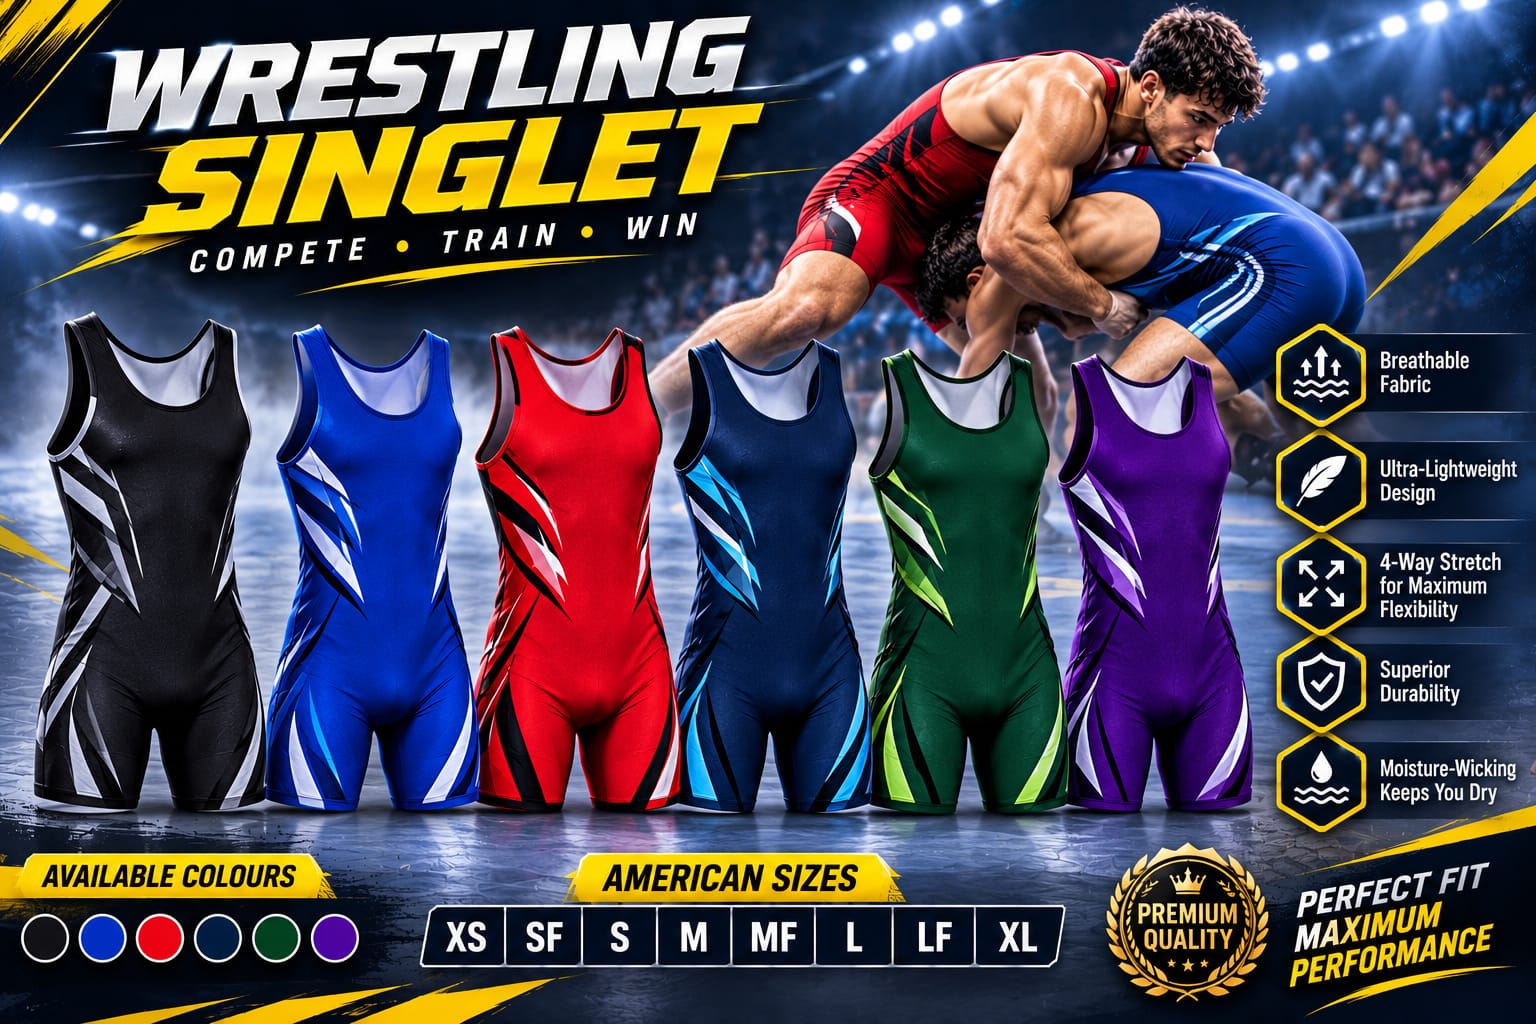 WRESTLING
SINGLET
COMPETE • TRAIN • WIN
Breathable
Fabric
Ultra-Lightweight
Design
4-Way Stretch
for Maximum
Flexibility
Superior
Durability
Moisture-Wicking
Keeps You Dry
AVAILABLE COLOURS
AMERICAN SIZES
XS SF S M MF L LF XL
PREMIUM
QUALITY
PERFECT FIT
MAXIMUM
PERFORMANCE